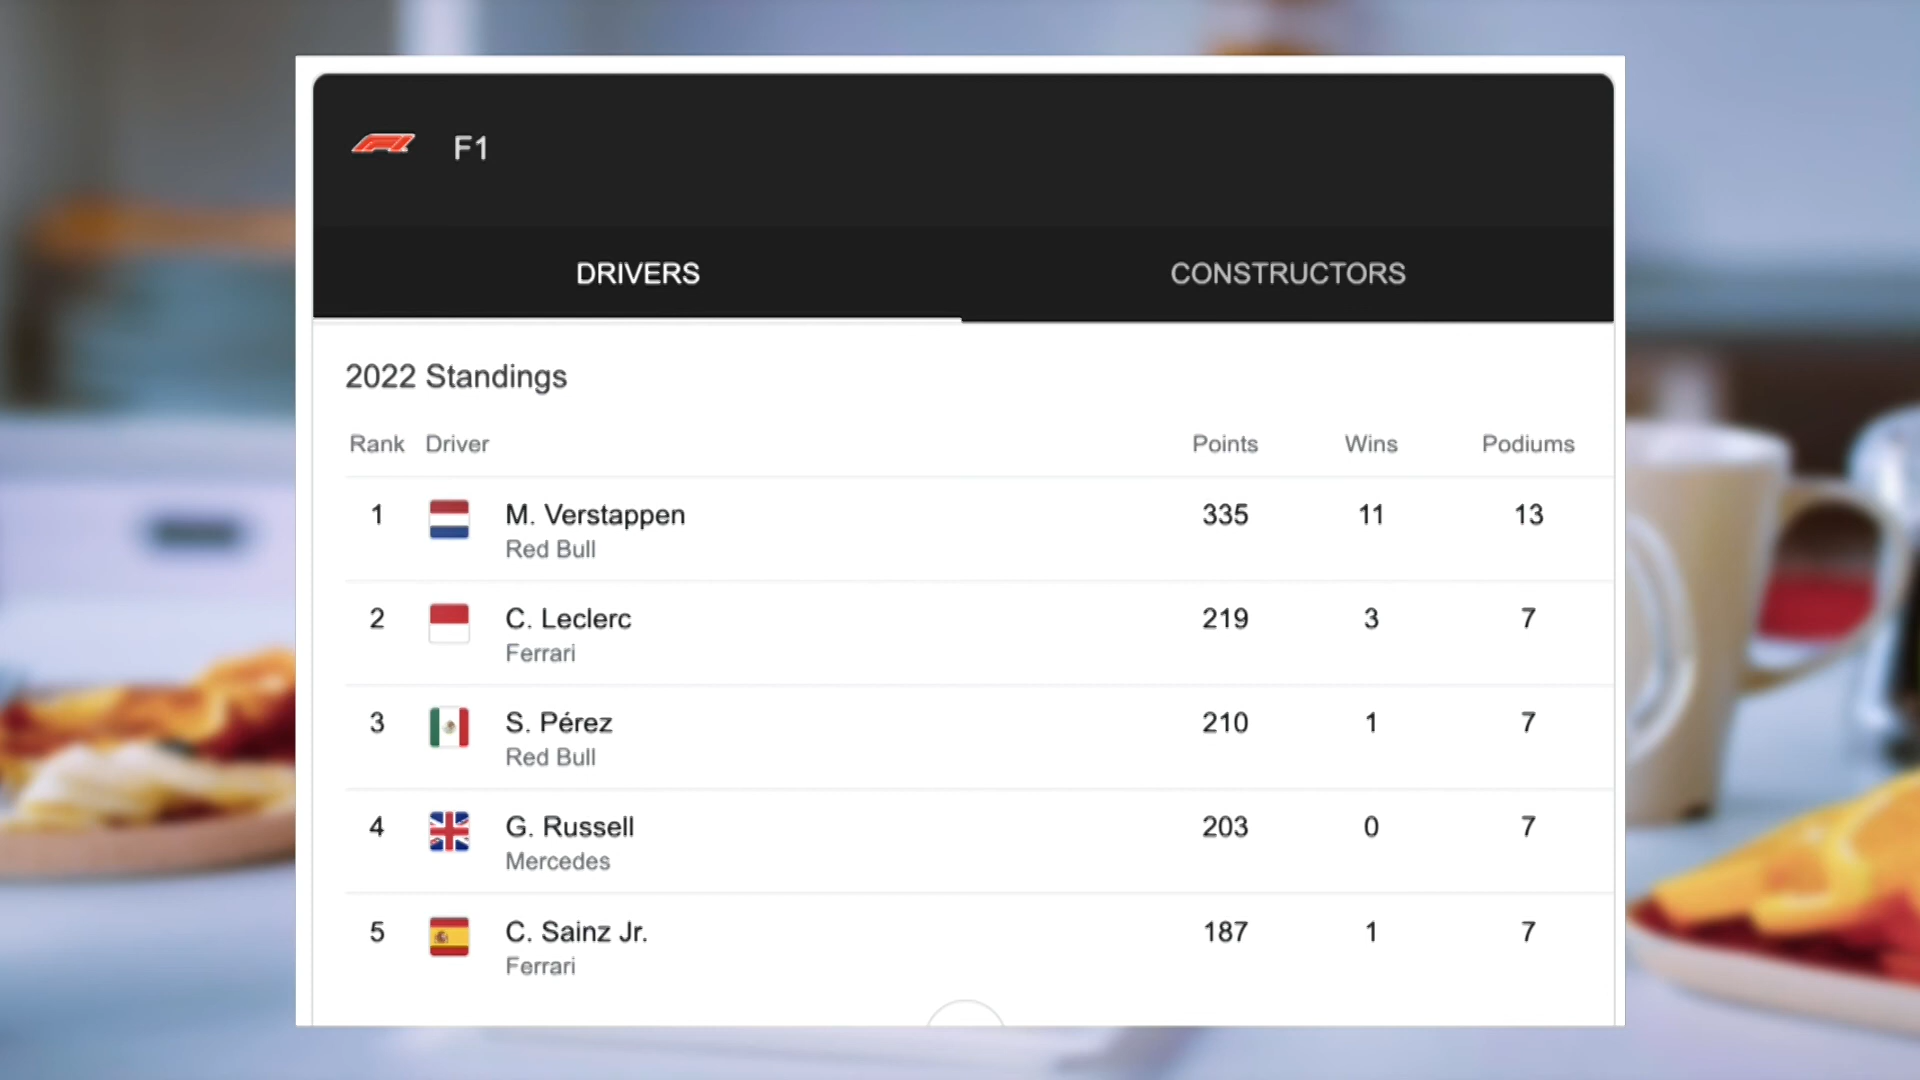 F1
DRIVERS CONSTRUCTORS
2022 Standings
Rank Driver Points Wins Podiums
1 M. Verstappen 335 11 13
Red Bull
2 C. Leclerc 219 3 7
Ferrari
3 S. Pérez 210 1 7
Red Bull
4 G. Russell 203 0 7
Mercedes
5 C. Sainz Jr. 187 1 7
Ferrari